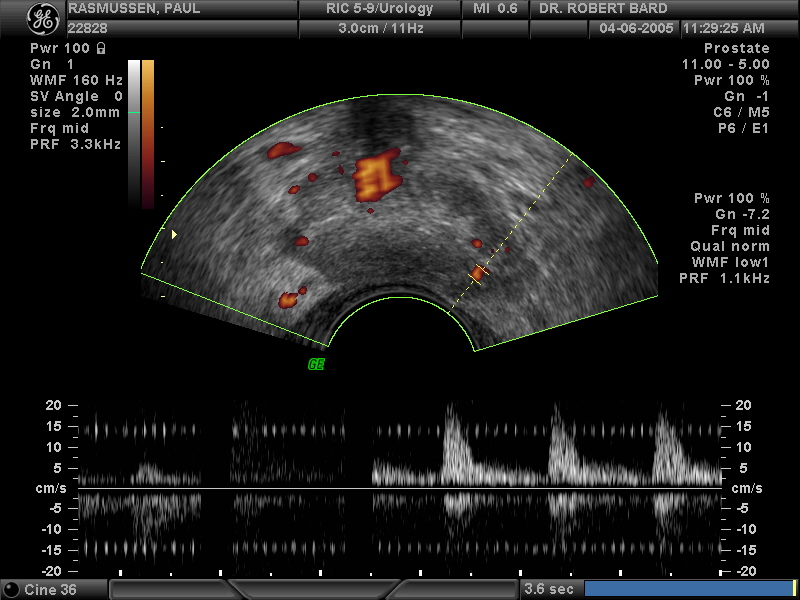 GE RASMUSSEN, PAUL RIC 5-9/Urology MI 0.6 DR. ROBERT BARD
22828 3.0cm / 11Hz 04-06-2005 11:29:25 AM
Pwr 100
Gn 1
WMF 160 Hz
SV Angle 0
size 2.0mm
Frq mid
PRF 3.3kHz
Prostate
11.00 - 5.00
Pwr 100 %
Gn -1
C6 / M5
P6 / E1
Pwr 100 %
Gn -7.2
Frq mid
Qual norm
WMF low1
PRF 1.1kHz
GE
20 20
15 15
10 10
5 5
cm/s cm/s
-5 -5
-10 -10
-15 -15
-20 -20
Cine 36 3.6 sec